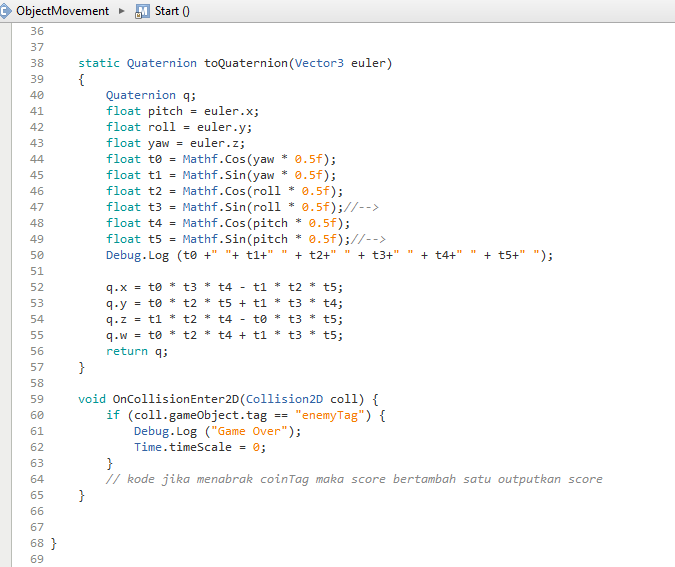 ObjectMovement ▸ M Start ()
36
37
38 static Quaternion toQuaternion(Vector3 euler)
39 {
40 Quaternion q;
41 float pitch = euler.x;
42 float roll = euler.y;
43 float yaw = euler.z;
44 float t0 = Mathf.Cos(yaw * 0.5f);
45 float t1 = Mathf.Sin(yaw * 0.5f);
46 float t2 = Mathf.Cos(roll * 0.5f);
47 float t3 = Mathf.Sin(roll * 0.5f);//-->
48 float t4 = Mathf.Cos(pitch * 0.5f);
49 float t5 = Mathf.Sin(pitch * 0.5f);//-->
50 Debug.Log (t0 +" "+ t1+" " + t2+" " + t3+" " + t4+" " + t5+" ");
51
52 q.x = t0 * t3 * t4 - t1 * t2 * t5;
53 q.y = t0 * t2 * t5 + t1 * t3 * t4;
54 q.z = t1 * t2 * t4 - t0 * t3 * t5;
55 q.w = t0 * t2 * t4 + t1 * t3 * t5;
56 return q;
57 }
58
59 void OnCollisionEnter2D(Collision2D coll) {
60 if (coll.gameObject.tag == "enemyTag") {
61 Debug.Log ("Game Over");
62 Time.timeScale = 0;
63 }
64 // kode jika menabrak coinTag maka score bertambah satu outputkan score
65 }
66
67
68 }
69